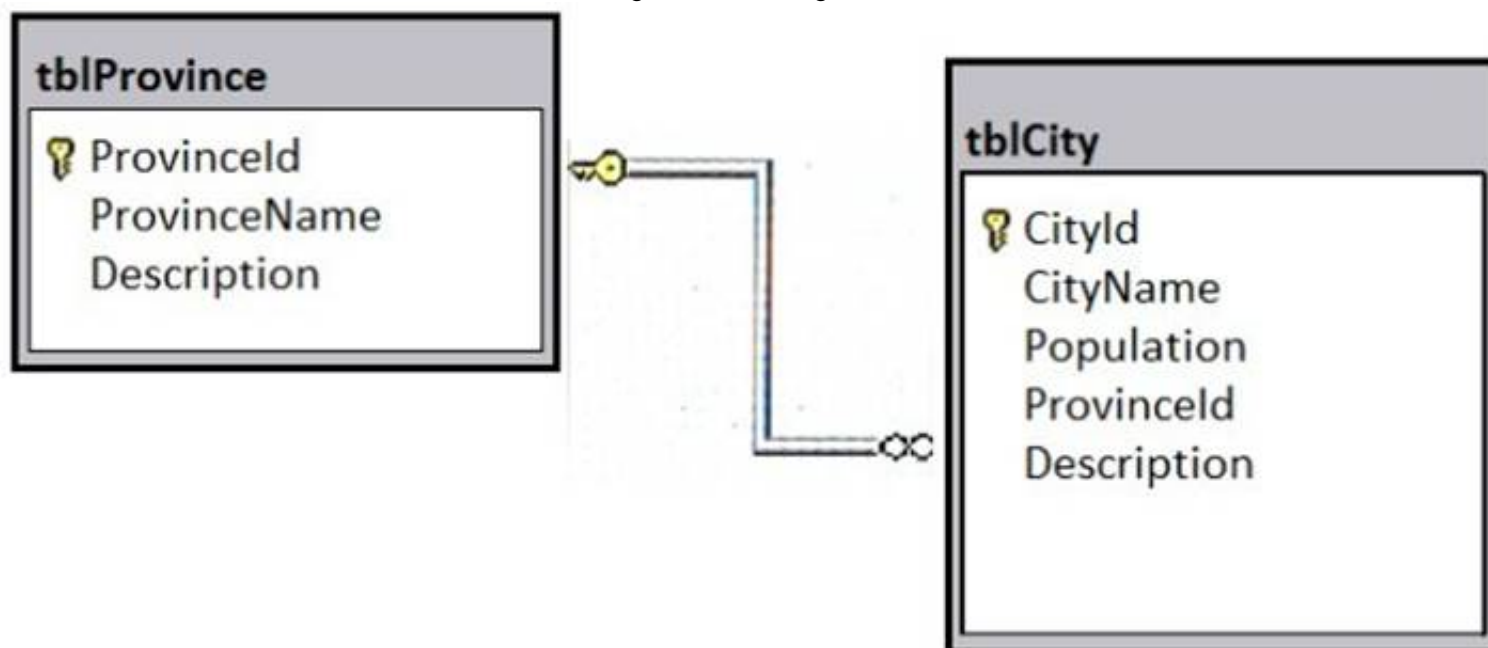 tblProvince
ProvinceId
ProvinceName
Description
tblCity
CityId
CityName
Population
ProvinceId
Description